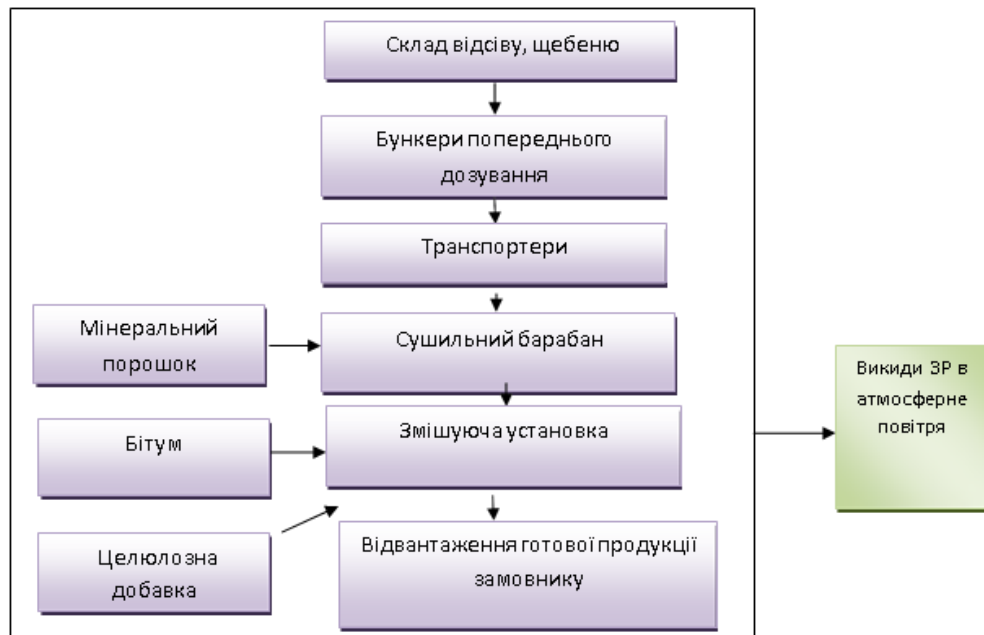 Склад відсіву, щебеню
Бункери попереднього
дозування
Транспортери
Мінеральний
порошок
Сушильний барабан
Викиди ЗР в
атмосферне
повітря
Бітум
Змішуюча установка
Целюлозна
добавка
Відвантаження готової продукції
замовнику